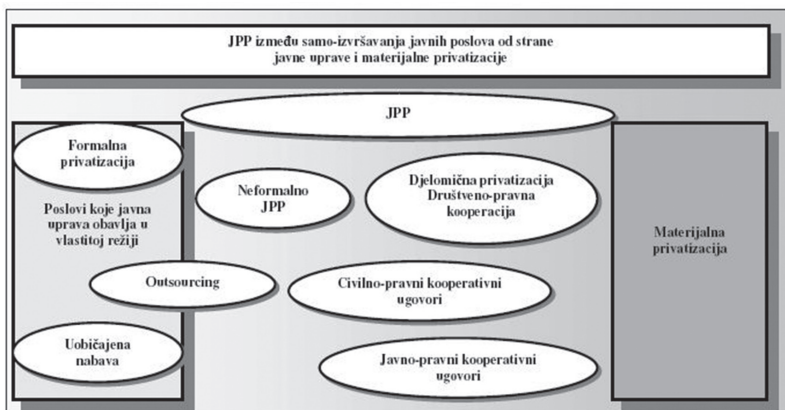 JPP između samo-izvršavanja javnih poslova od strane
javne uprave i materijalne privatizacije
JPP
Formalna
privatizacija
Neformalno
JPP
Djelomična privatizacija
Društveno-pravna
kooperacija
Poslovi koje javna
uprava obavlja u
vlastitoj režiji
Materijalna
privatizacija
Outsourcing
Civilno-pravni kooperativni
ugovori
Uobičajena
nabava
Javno-pravni kooperativni
ugovori